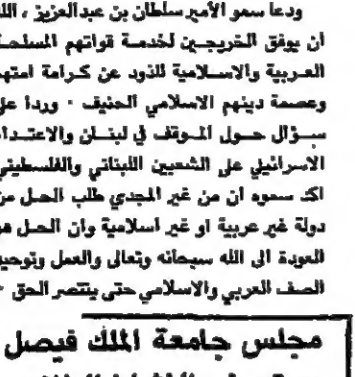 ودعا سمو الأمير سلطان بن عبدالعزيز ، الله
ان يوفق الخريجين لخدمة قواتهم المسلحة
العربية والاسلامية للذود عن كرامة امتهم
وعصمة دينهم الاسلامي الحنيف ٠ وردا على
سؤال حول الموقف في لبنان والاعتداء
الاسرائيلي على الشعبين اللبناني والفلسطيني
اكد سموه ان من غير المجدي طلب الحل من
دولة غير عربية او غير اسلامية وان الحل هو
العودة الى الله سبحانه وتعالى والعمل وتوحيد
الصف العربي والاسلامي حتى ينتصر الحق ٠
مجلس جامعة الملك فيصل